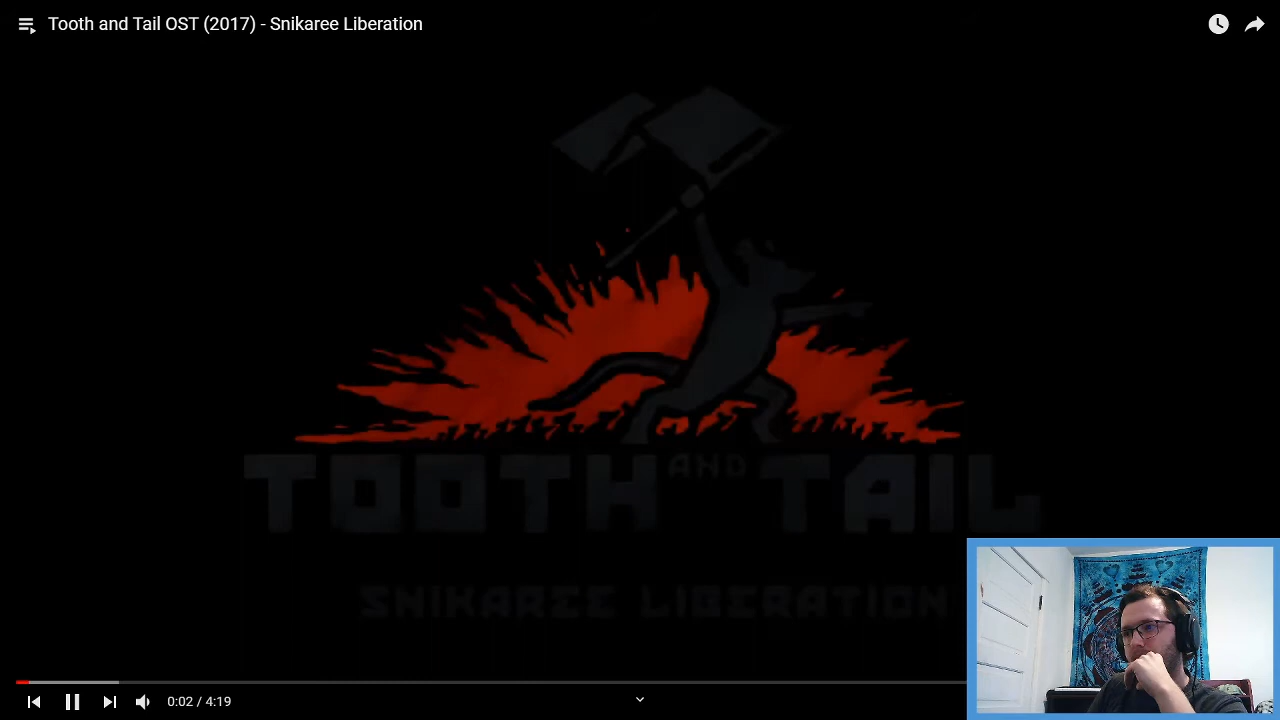 Tooth and Tail OST (2017) - Snikaree Liberation
TOOTH AND TAIL
SNIKAREE LIBERATION
0:02 / 4:19